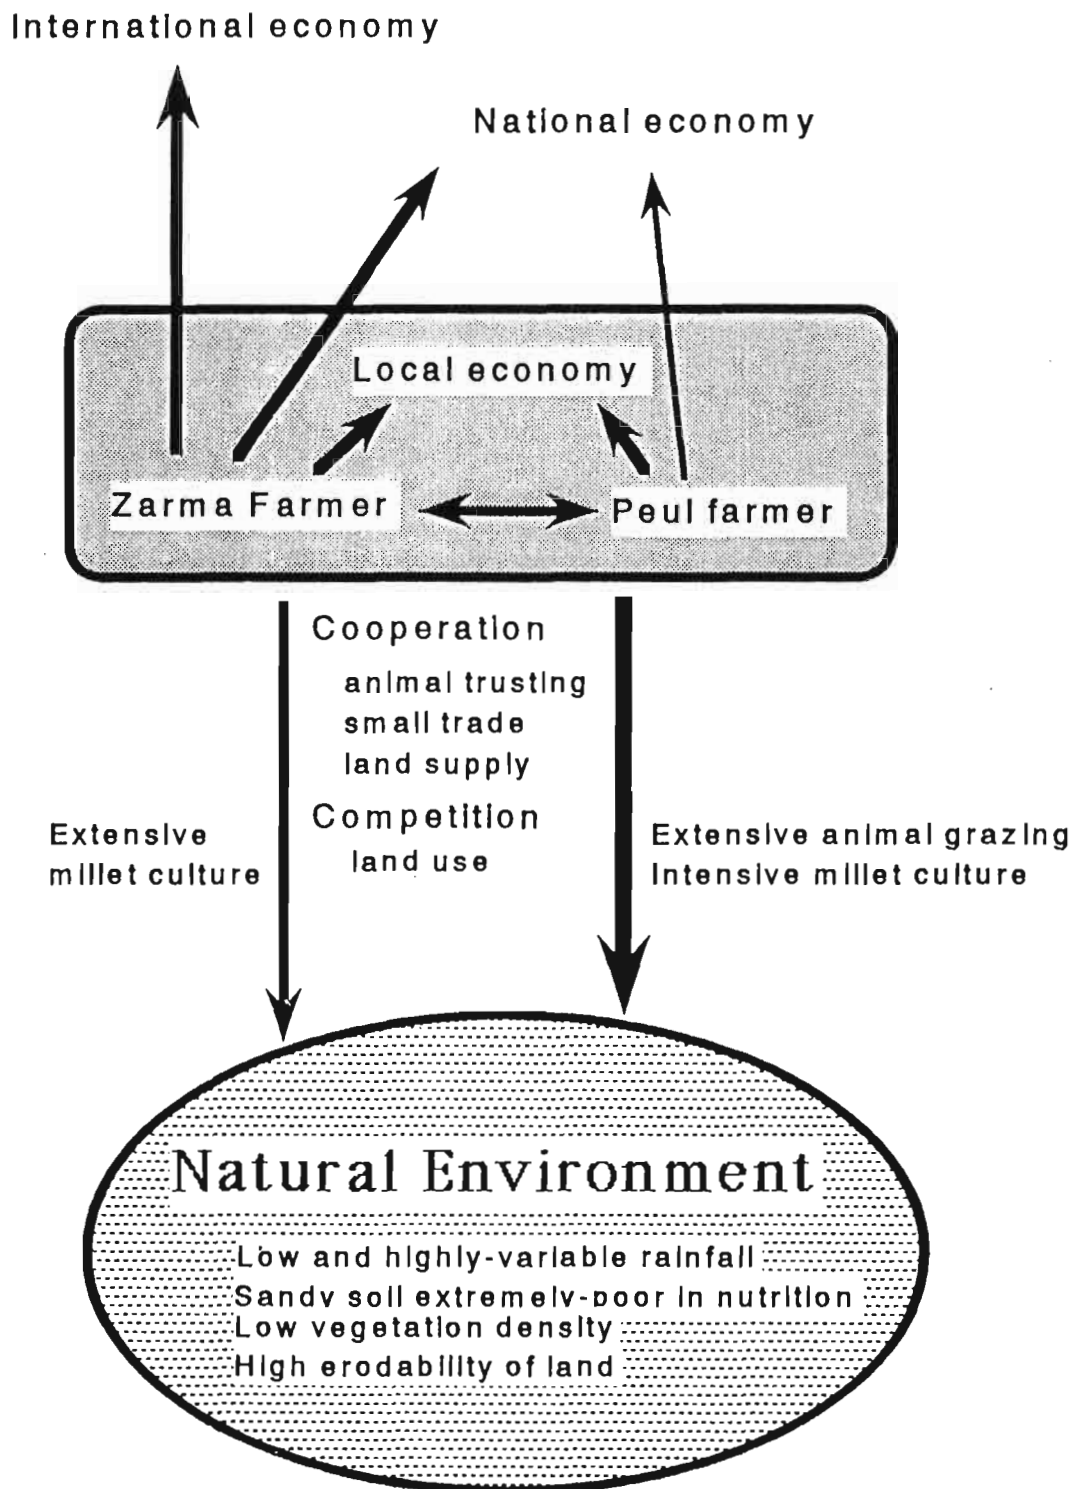 International economy
National economy
Local economy
Zarma Farmer
Peul farmer
Cooperation
animal trusting
small trade
land supply
Competition
land use
Extensive
millet culture
Extensive animal grazing
Intensive millet culture
Natural Environment
Low and highly-variable rainfall
Sandy soil extremely-poor in nutrition
Low vegetation density
High erodability of land